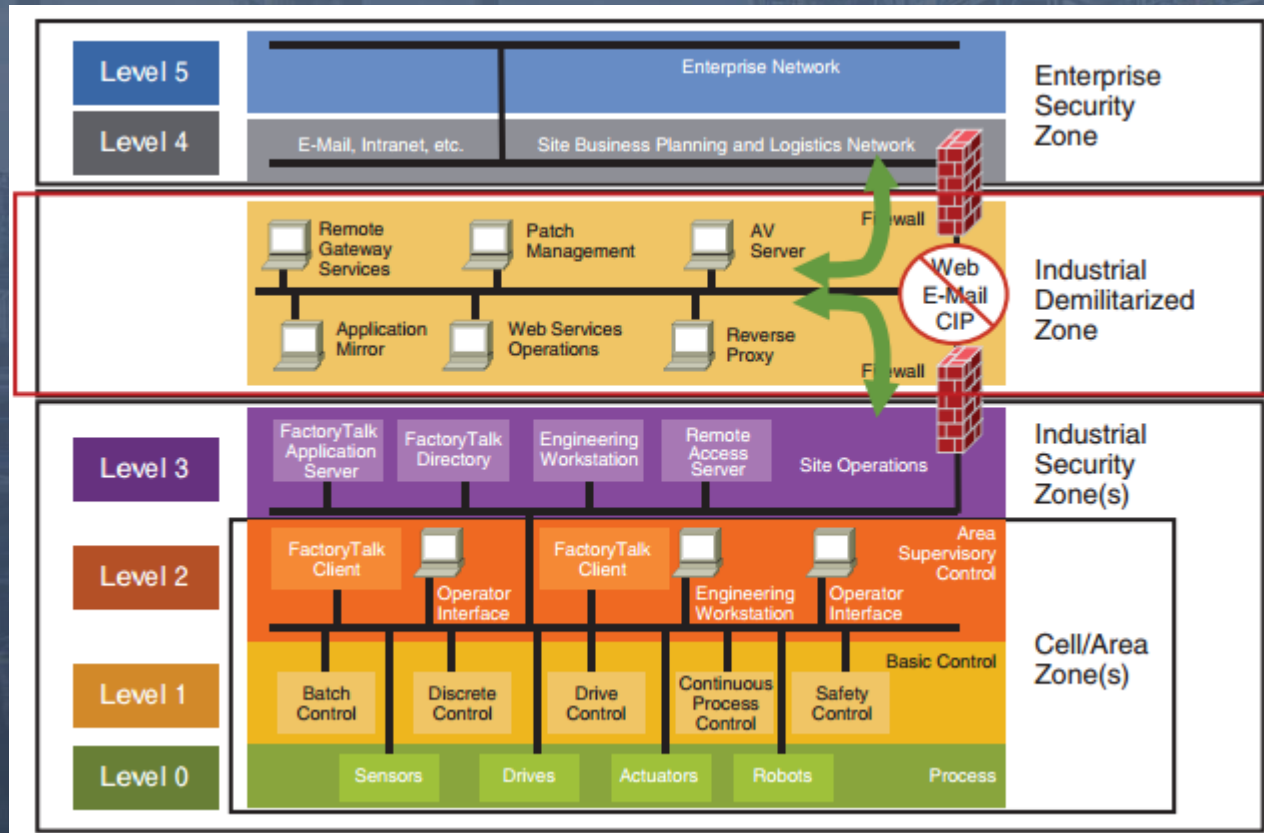 Level 5
Enterprise Network
Enterprise
Security
Zone
Level 4
E-Mail, Intranet, etc.
Site Business Planning and Logistics Network
Firewall
Remote
Gateway
Services
Patch
Management
AV
Server
Web
E-Mail
CIP
Industrial
Demilitarized
Zone
Application
Mirror
Web Services
Operations
Reverse
Proxy
Firewall
Level 3
FactoryTalk
Application
Server
FactoryTalk
Directory
Engineering
Workstation
Remote
Access
Server
Site Operations
Industrial
Security
Zone(s)
Level 2
FactoryTalk
Client
Operator
Interface
FactoryTalk
Client
Engineering
Workstation
Operator
Interface
Area
Supervisory
Control
Cell/Area
Zone(s)
Level 1
Basic Control
Batch
Control
Discrete
Control
Drive
Control
Continuous
Process
Control
Safety
Control
Level 0
Sensors
Drives
Actuators
Robots
Process